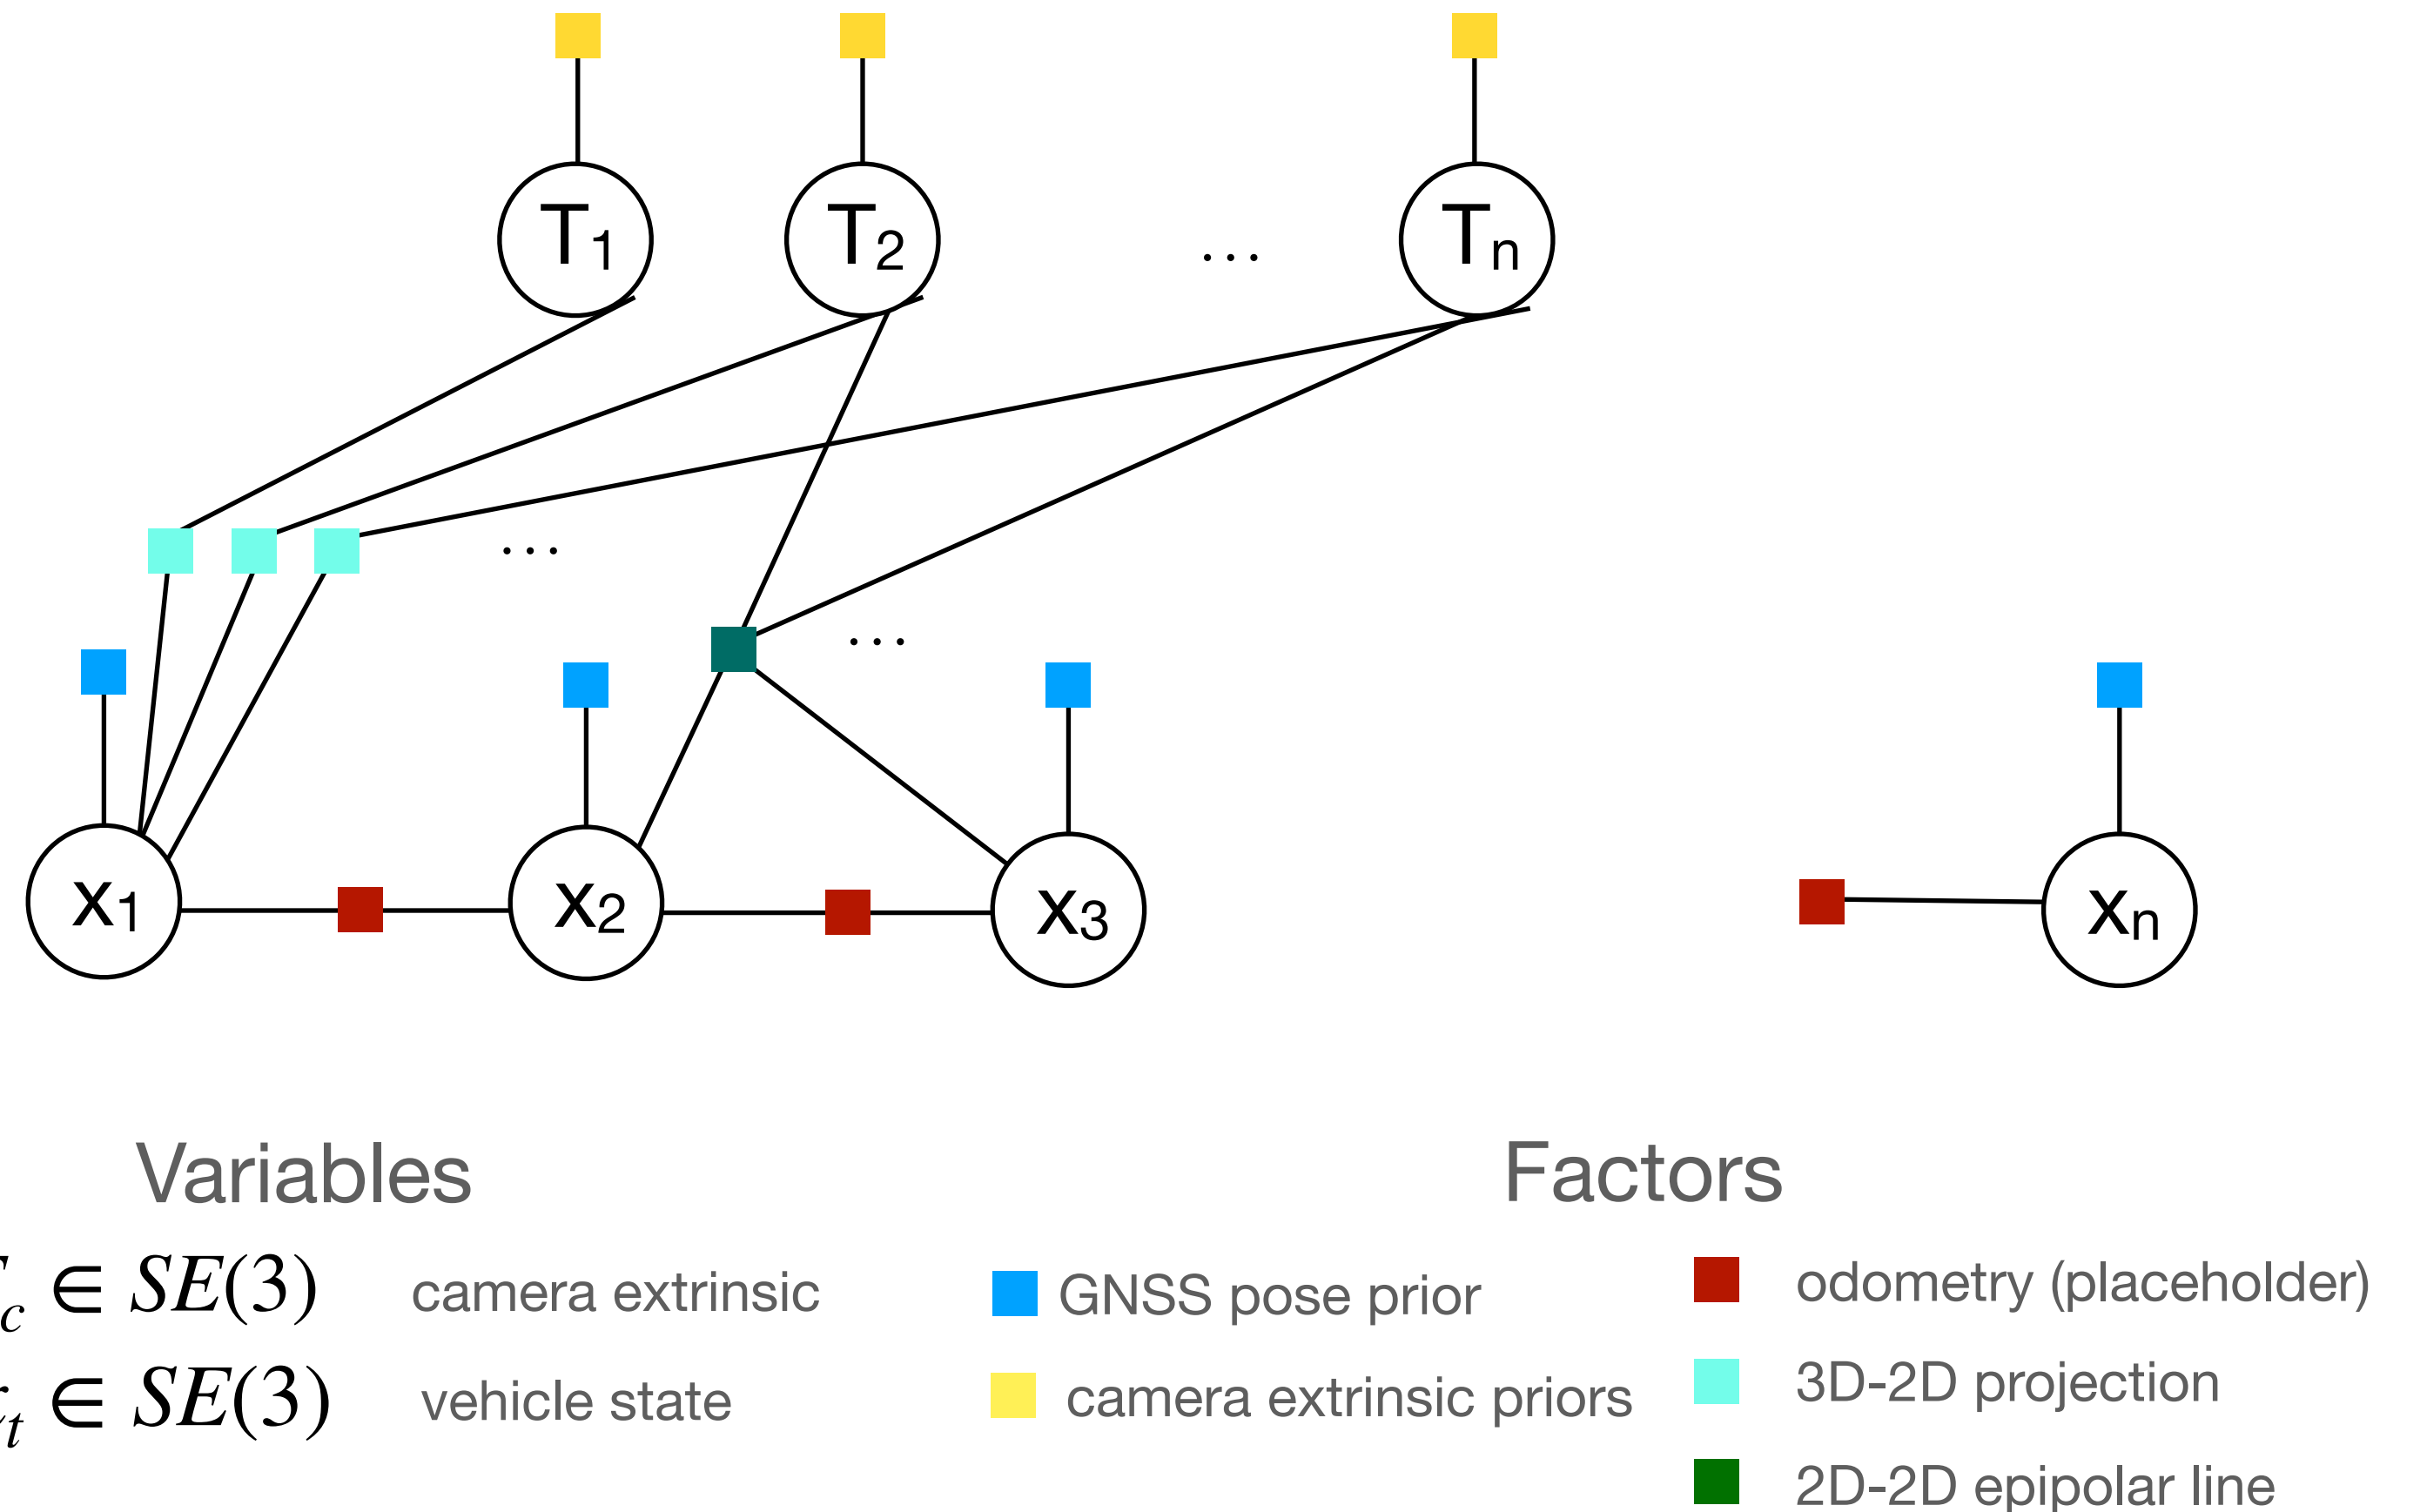 T1 T2 ... Tn
...
...
x1 x2 x3 xn
Variables
Factors
c ∈ SE(3) camera extrinsic
t ∈ SE(3) vehicle state
GNSS pose prior
camera extrinsic priors
odometry (placeholder)
3D-2D projection
2D-2D epipolar line